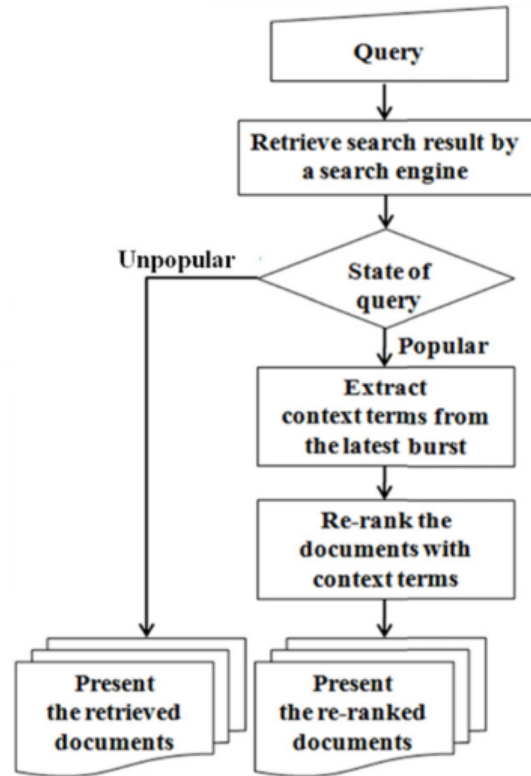 Query
Retrieve search result by
a search engine
Unpopular
State of
query
Popular
Extract
context terms from
the latest burst
Re-rank the
documents with
context terms
Present
the retrieved
documents
Present
the re-ranked
documents